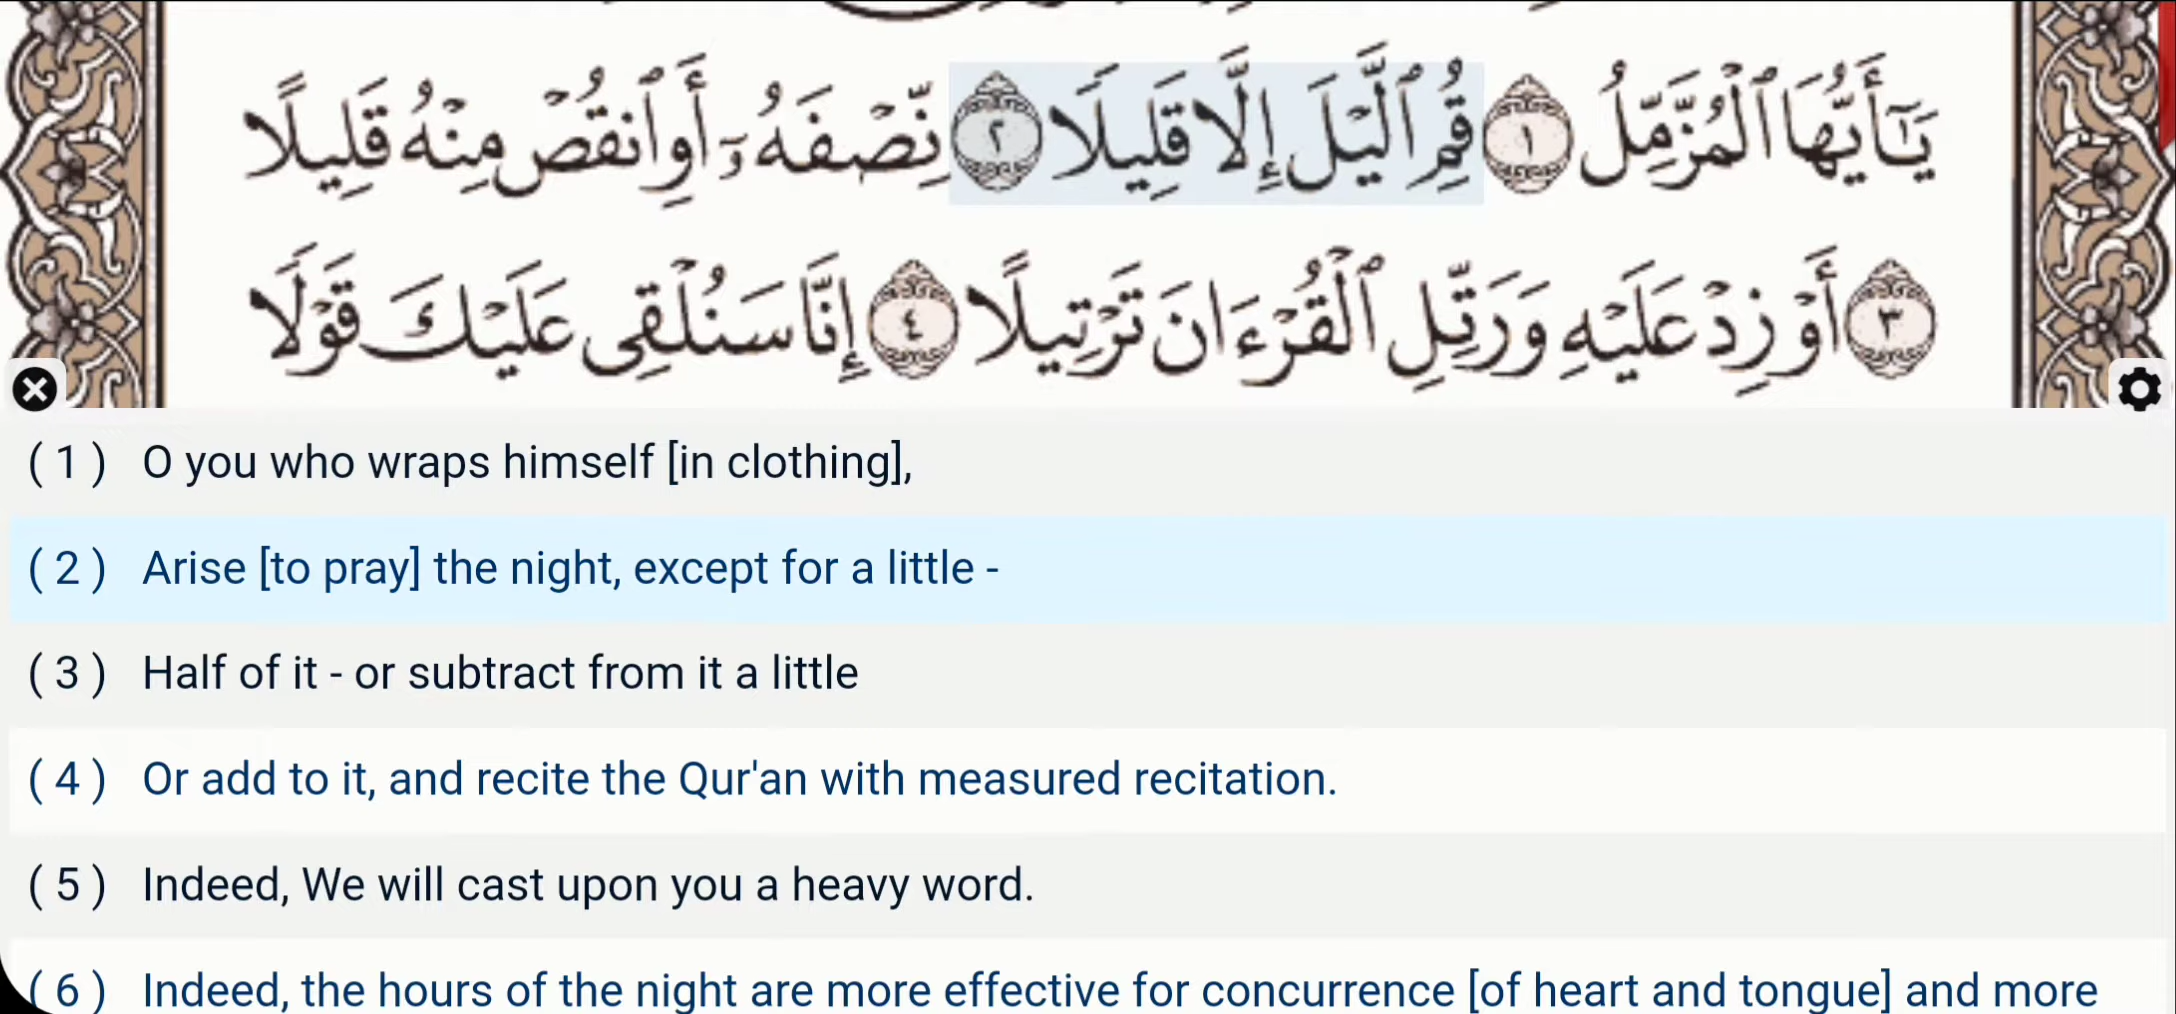 يَٰٓأَيُّهَا ٱلۡمُزَّمِّلُ ١ قُمِ ٱلَّيۡلَ إِلَّا قَلِيلٗا ٢ نِّصۡفَهُۥٓ أَوِ ٱنقُصۡ مِنۡهُ قَلِيلًا
٣ أَوۡ زِدۡ عَلَيۡهِ وَرَتِّلِ ٱلۡقُرۡءَانَ تَرۡتِيلًا ٤ إِنَّا سَنُلۡقِي عَلَيۡكَ قَوۡلٗا
( 1 ) O you who wraps himself [in clothing],
( 2 ) Arise [to pray] the night, except for a little -
( 3 ) Half of it - or subtract from it a little
( 4 ) Or add to it, and recite the Qur'an with measured recitation.
( 5 ) Indeed, We will cast upon you a heavy word.
( 6 ) Indeed, the hours of the night are more effective for concurrence [of heart and tongue] and more